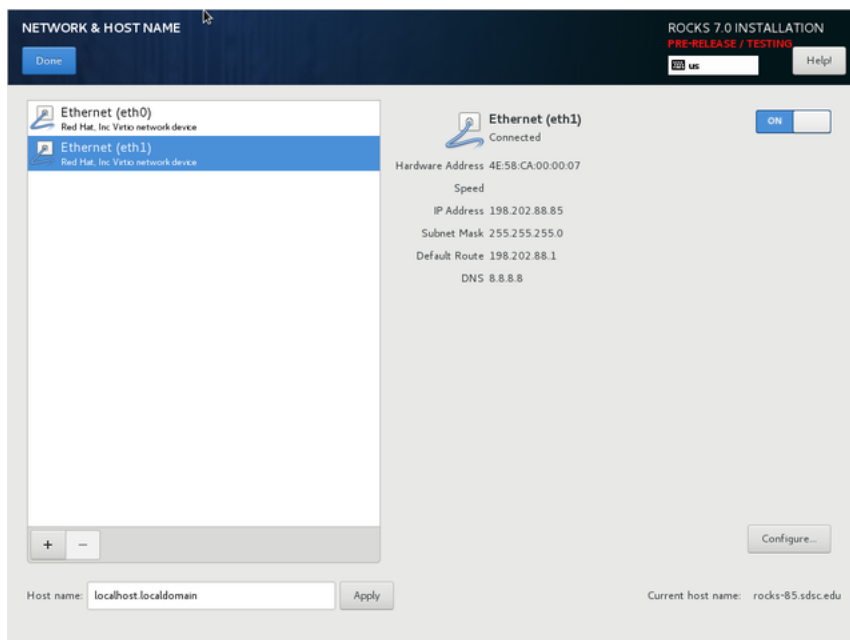 NETWORK & HOST NAME
ROCKS 7.0 INSTALLATION
PRE-RELEASE / TESTING
Done
us
Help!
Ethernet (eth0)
Red Hat, Inc Virtio network device
Ethernet (eth1)
Red Hat, Inc Virtio network device
Ethernet (eth1)
Connected
ON
Hardware Address 4E:58:CA:00:00:07
Speed
IP Address 198.202.88.85
Subnet Mask 255.255.255.0
Default Route 198.202.88.1
DNS 8.8.8.8
+ −
Configure...
Host name: localhost.localdomain Apply
Current host name: rocks-85.sdsc.edu